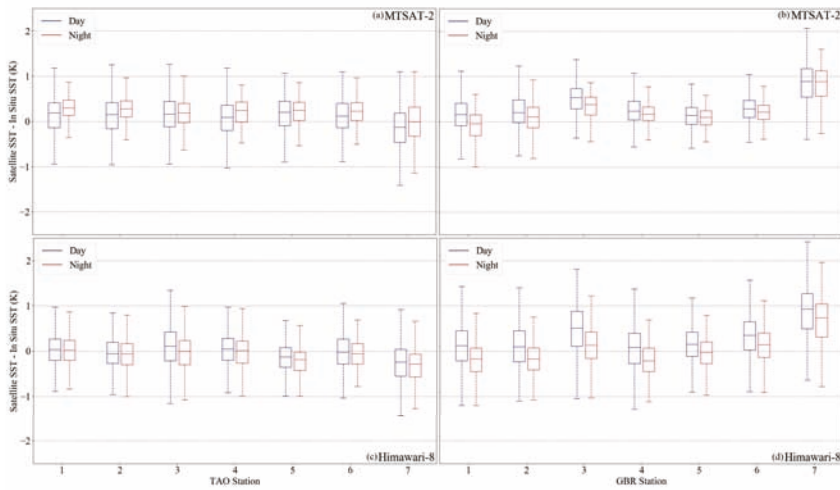 (a) MTSAT-2
(b) MTSAT-2
Day
Night
Day
Night
Satellite SST - In Situ SST (K)
2
1
0
−1
−2
Day
Night
Day
Night
Satellite SST - In Situ SST (K)
2
1
0
−1
−2
(c) Himawari-8
(d) Himawari-8
1 2 3 4 5 6 7
1 2 3 4 5 6 7
TAO Station
GBR Station